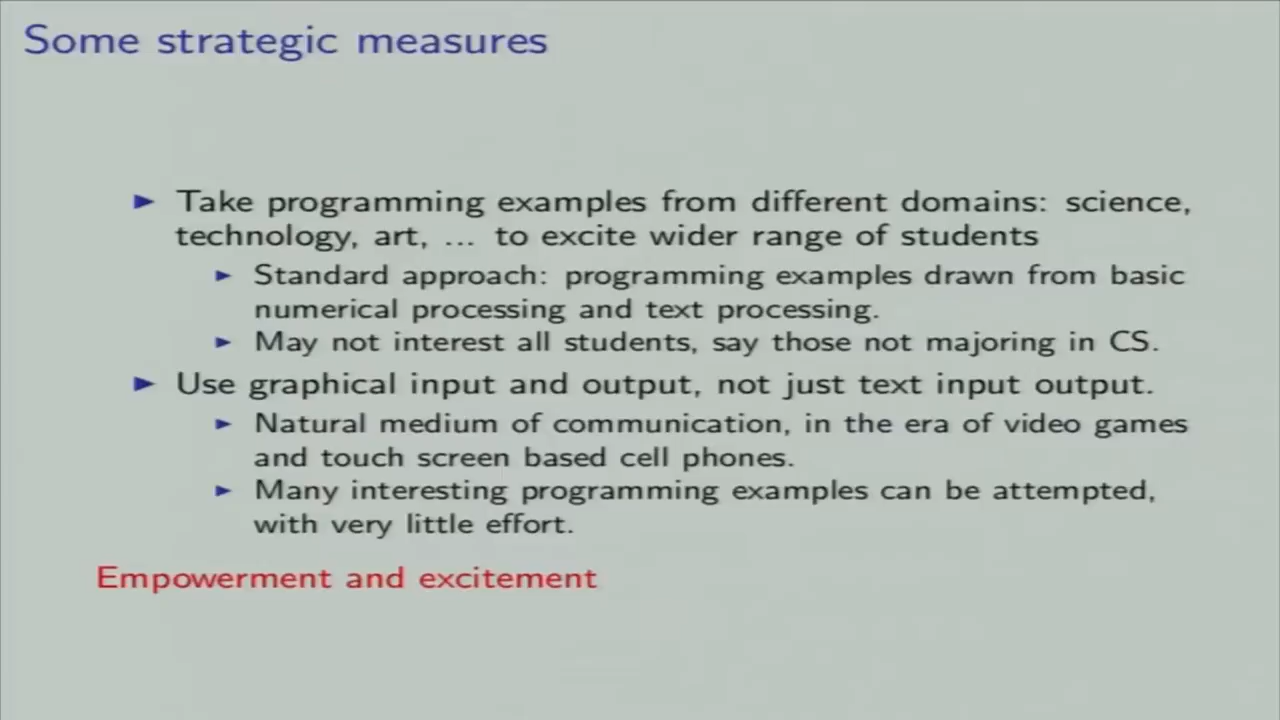 Some strategic measures
► Take programming examples from different domains: science,
technology, art, ... to excite wider range of students
► Standard approach: programming examples drawn from basic
numerical processing and text processing.
► May not interest all students, say those not majoring in CS.
► Use graphical input and output, not just text input output.
► Natural medium of communication, in the era of video games
and touch screen based cell phones.
► Many interesting programming examples can be attempted,
with very little effort.
Empowerment and excitement